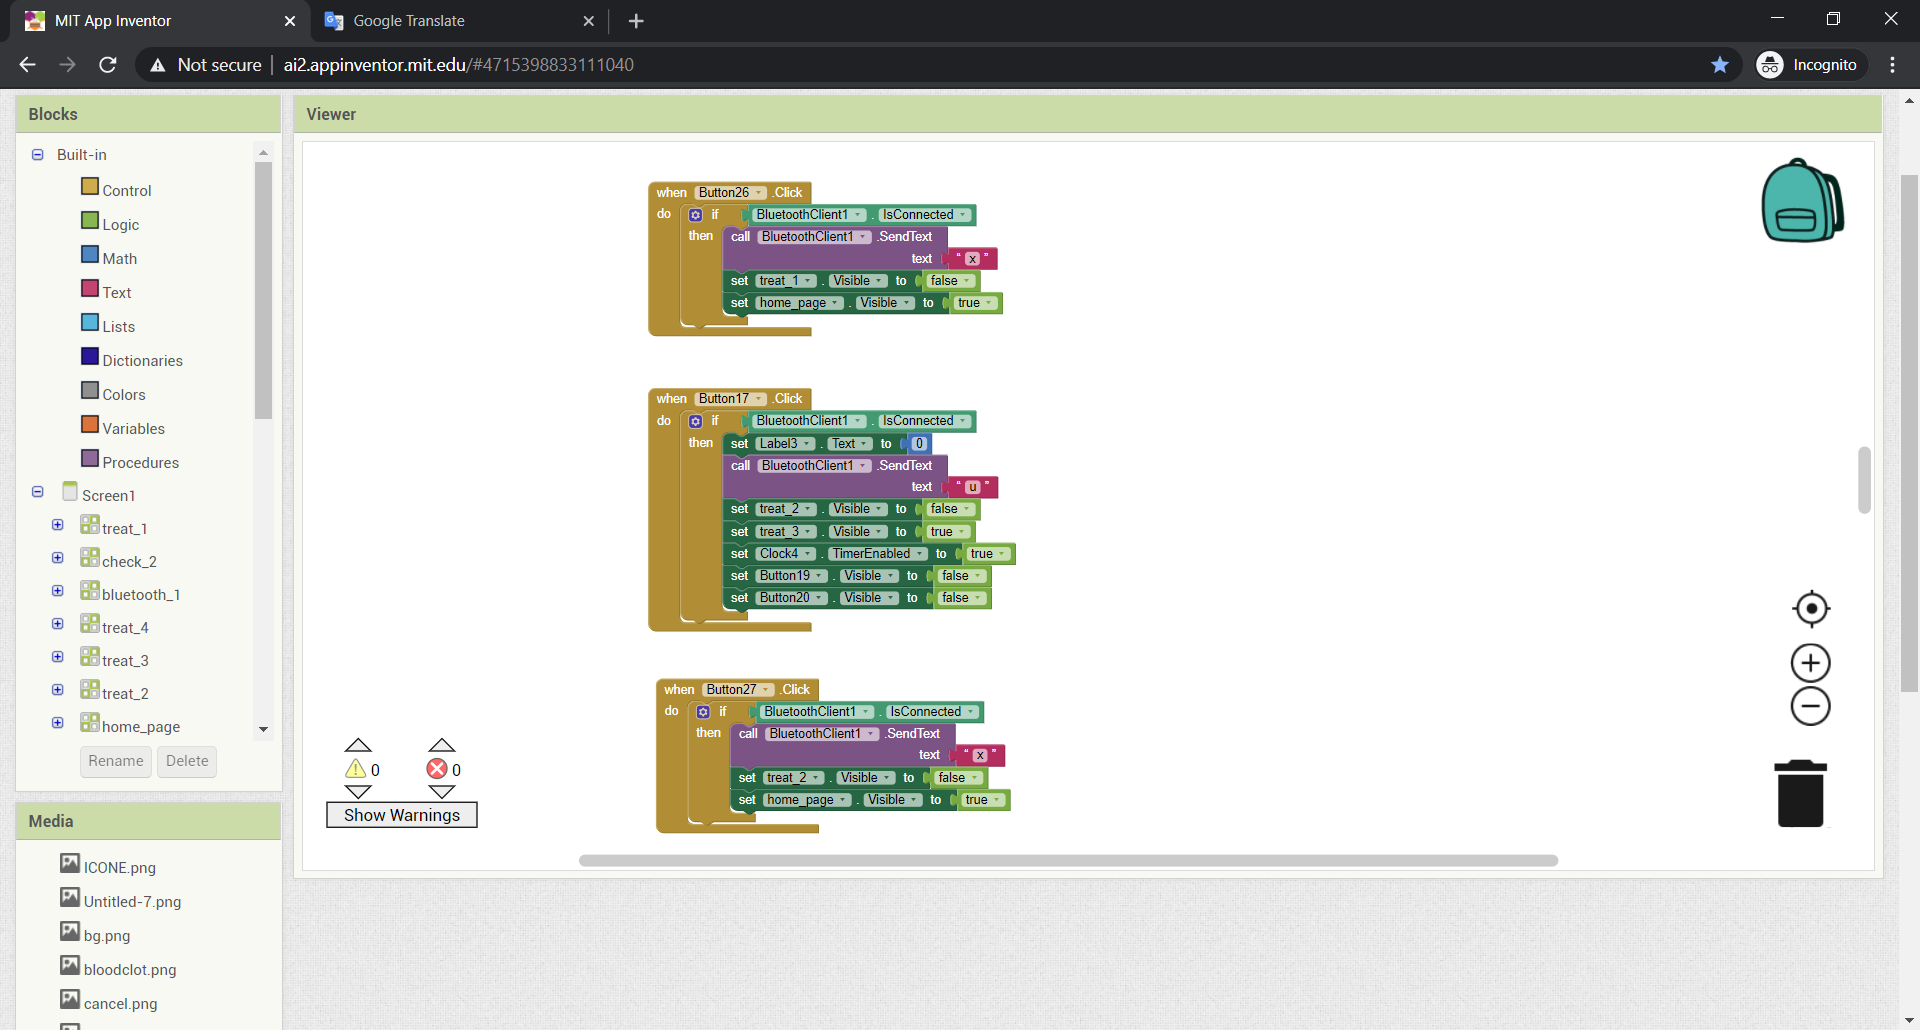 MIT App Inventor
Google Translate
Not secure
ai2.appinventor.mit.edu/#4715398833111040
Incognito
Blocks
Viewer
Built-in
Control
Logic
Math
Text
Lists
Dictionaries
Colors
Variables
Procedures
Screen1
treat_1
check_2
bluetooth_1
treat_4
treat_3
treat_2
home_page
Rename Delete
Media
ICONE.png
Untitled-7.png
bg.png
bloodclot.png
cancel.png
when Button26 .Click
do if BluetoothClient1 . IsConnected
then call BluetoothClient1 .SendText
text " x "
set treat_1 . Visible to false
set home_page . Visible to true
when Button17 .Click
do if BluetoothClient1 . IsConnected
then set Label3 . Text to 0
call BluetoothClient1 .SendText
text " u "
set treat_2 . Visible to false
set treat_3 . Visible to true
set Clock4 . TimerEnabled to true
set Button19 . Visible to false
set Button20 . Visible to false
when Button27 .Click
do if BluetoothClient1 . IsConnected
then call BluetoothClient1 .SendText
text " x "
set treat_2 . Visible to false
set home_page . Visible to true
0 0
Show Warnings